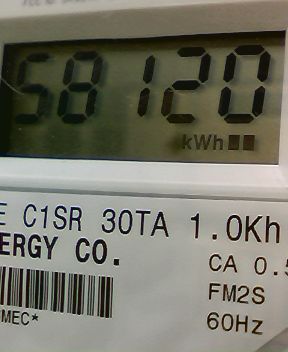 58120
kWh
E C1SR 30TA 1.0Kh
ERGY CO.
CA 0.5
FM2S
MEC*
60Hz